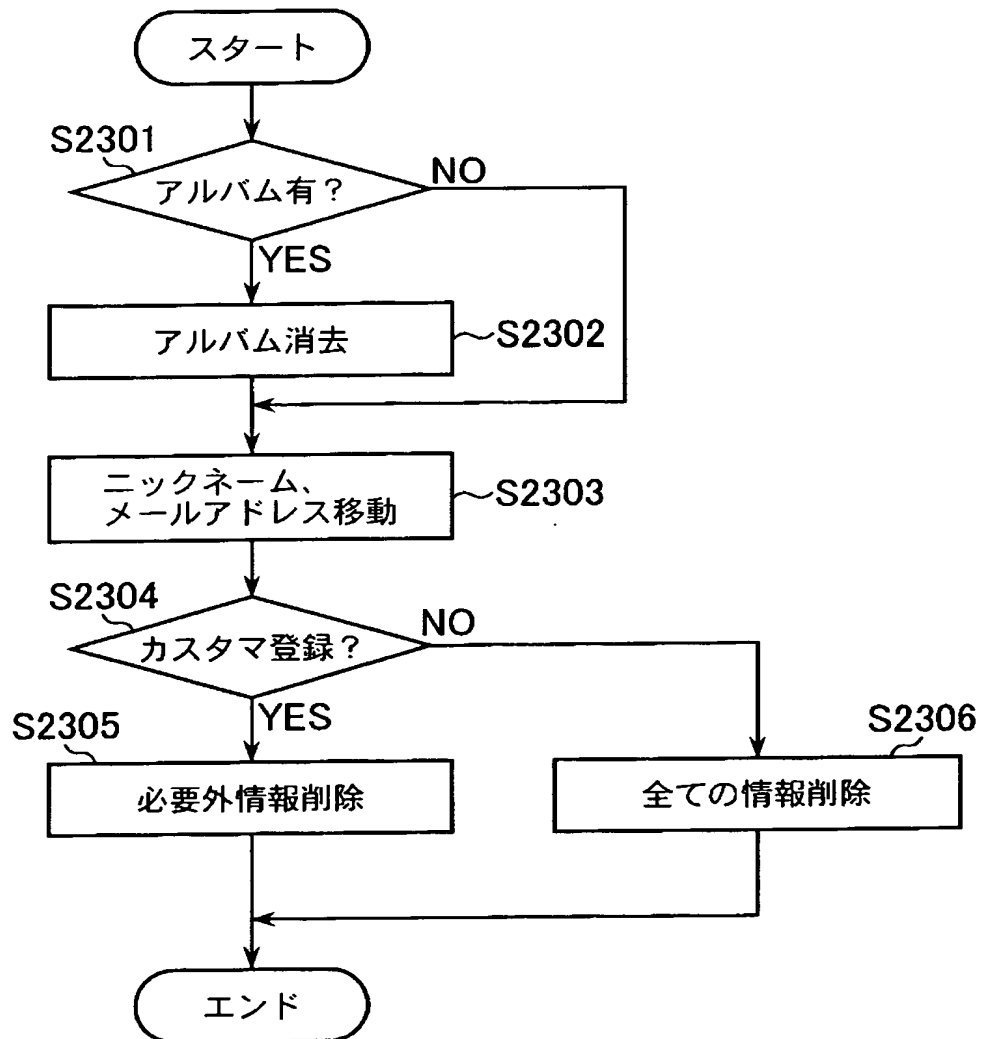 スタート
S2301
アルバム有？
NO
YES
アルバム消去
S2302
ニックネーム、
メールアドレス移動
S2303
S2304
カスタマ登録？
NO
YES
S2305
必要外情報削除
S2306
全ての情報削除
エンド